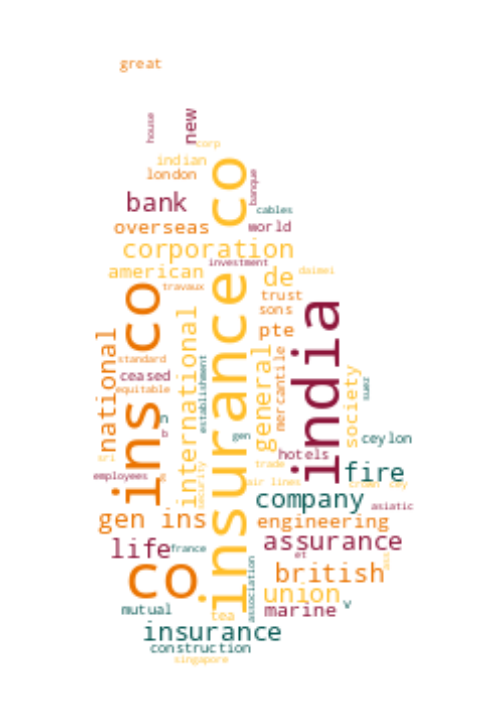 great
house
new
corp
indian
london
banque
bank
cables
overseas
world
corporation
investment
american
de
daimei
travaux
trust
sons
ins co
insurance co
india
pte
national
international
general
mercantile
standard
establishment
society
suez
ceased
equitable
n
b
gen
ceylon
hotels
sri
trade
fire
employees
security
air lines
company
asiatic
gen ins
engineering
life
france
assurance
et
co
association
british
union
mutual
marine
v
tea
insurance
construction
singapore